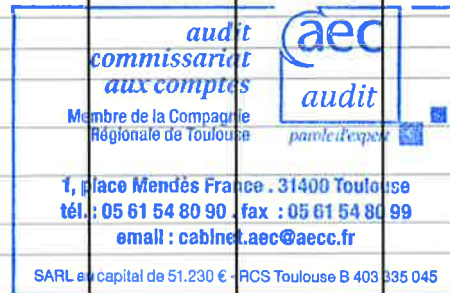 audit
commissariat
aux comptes
Membre de la Compagnie
Régionale de Toulouse
aec
audit
parole d'expert
1, place Mendès France . 31400 Toulouse
tél. : 05 61 54 80 90 . fax : 05 61 54 80 99
email : cabinet.aec@aecc.fr
SARL au capital de 51.230 € - RCS Toulouse B 403 335 045